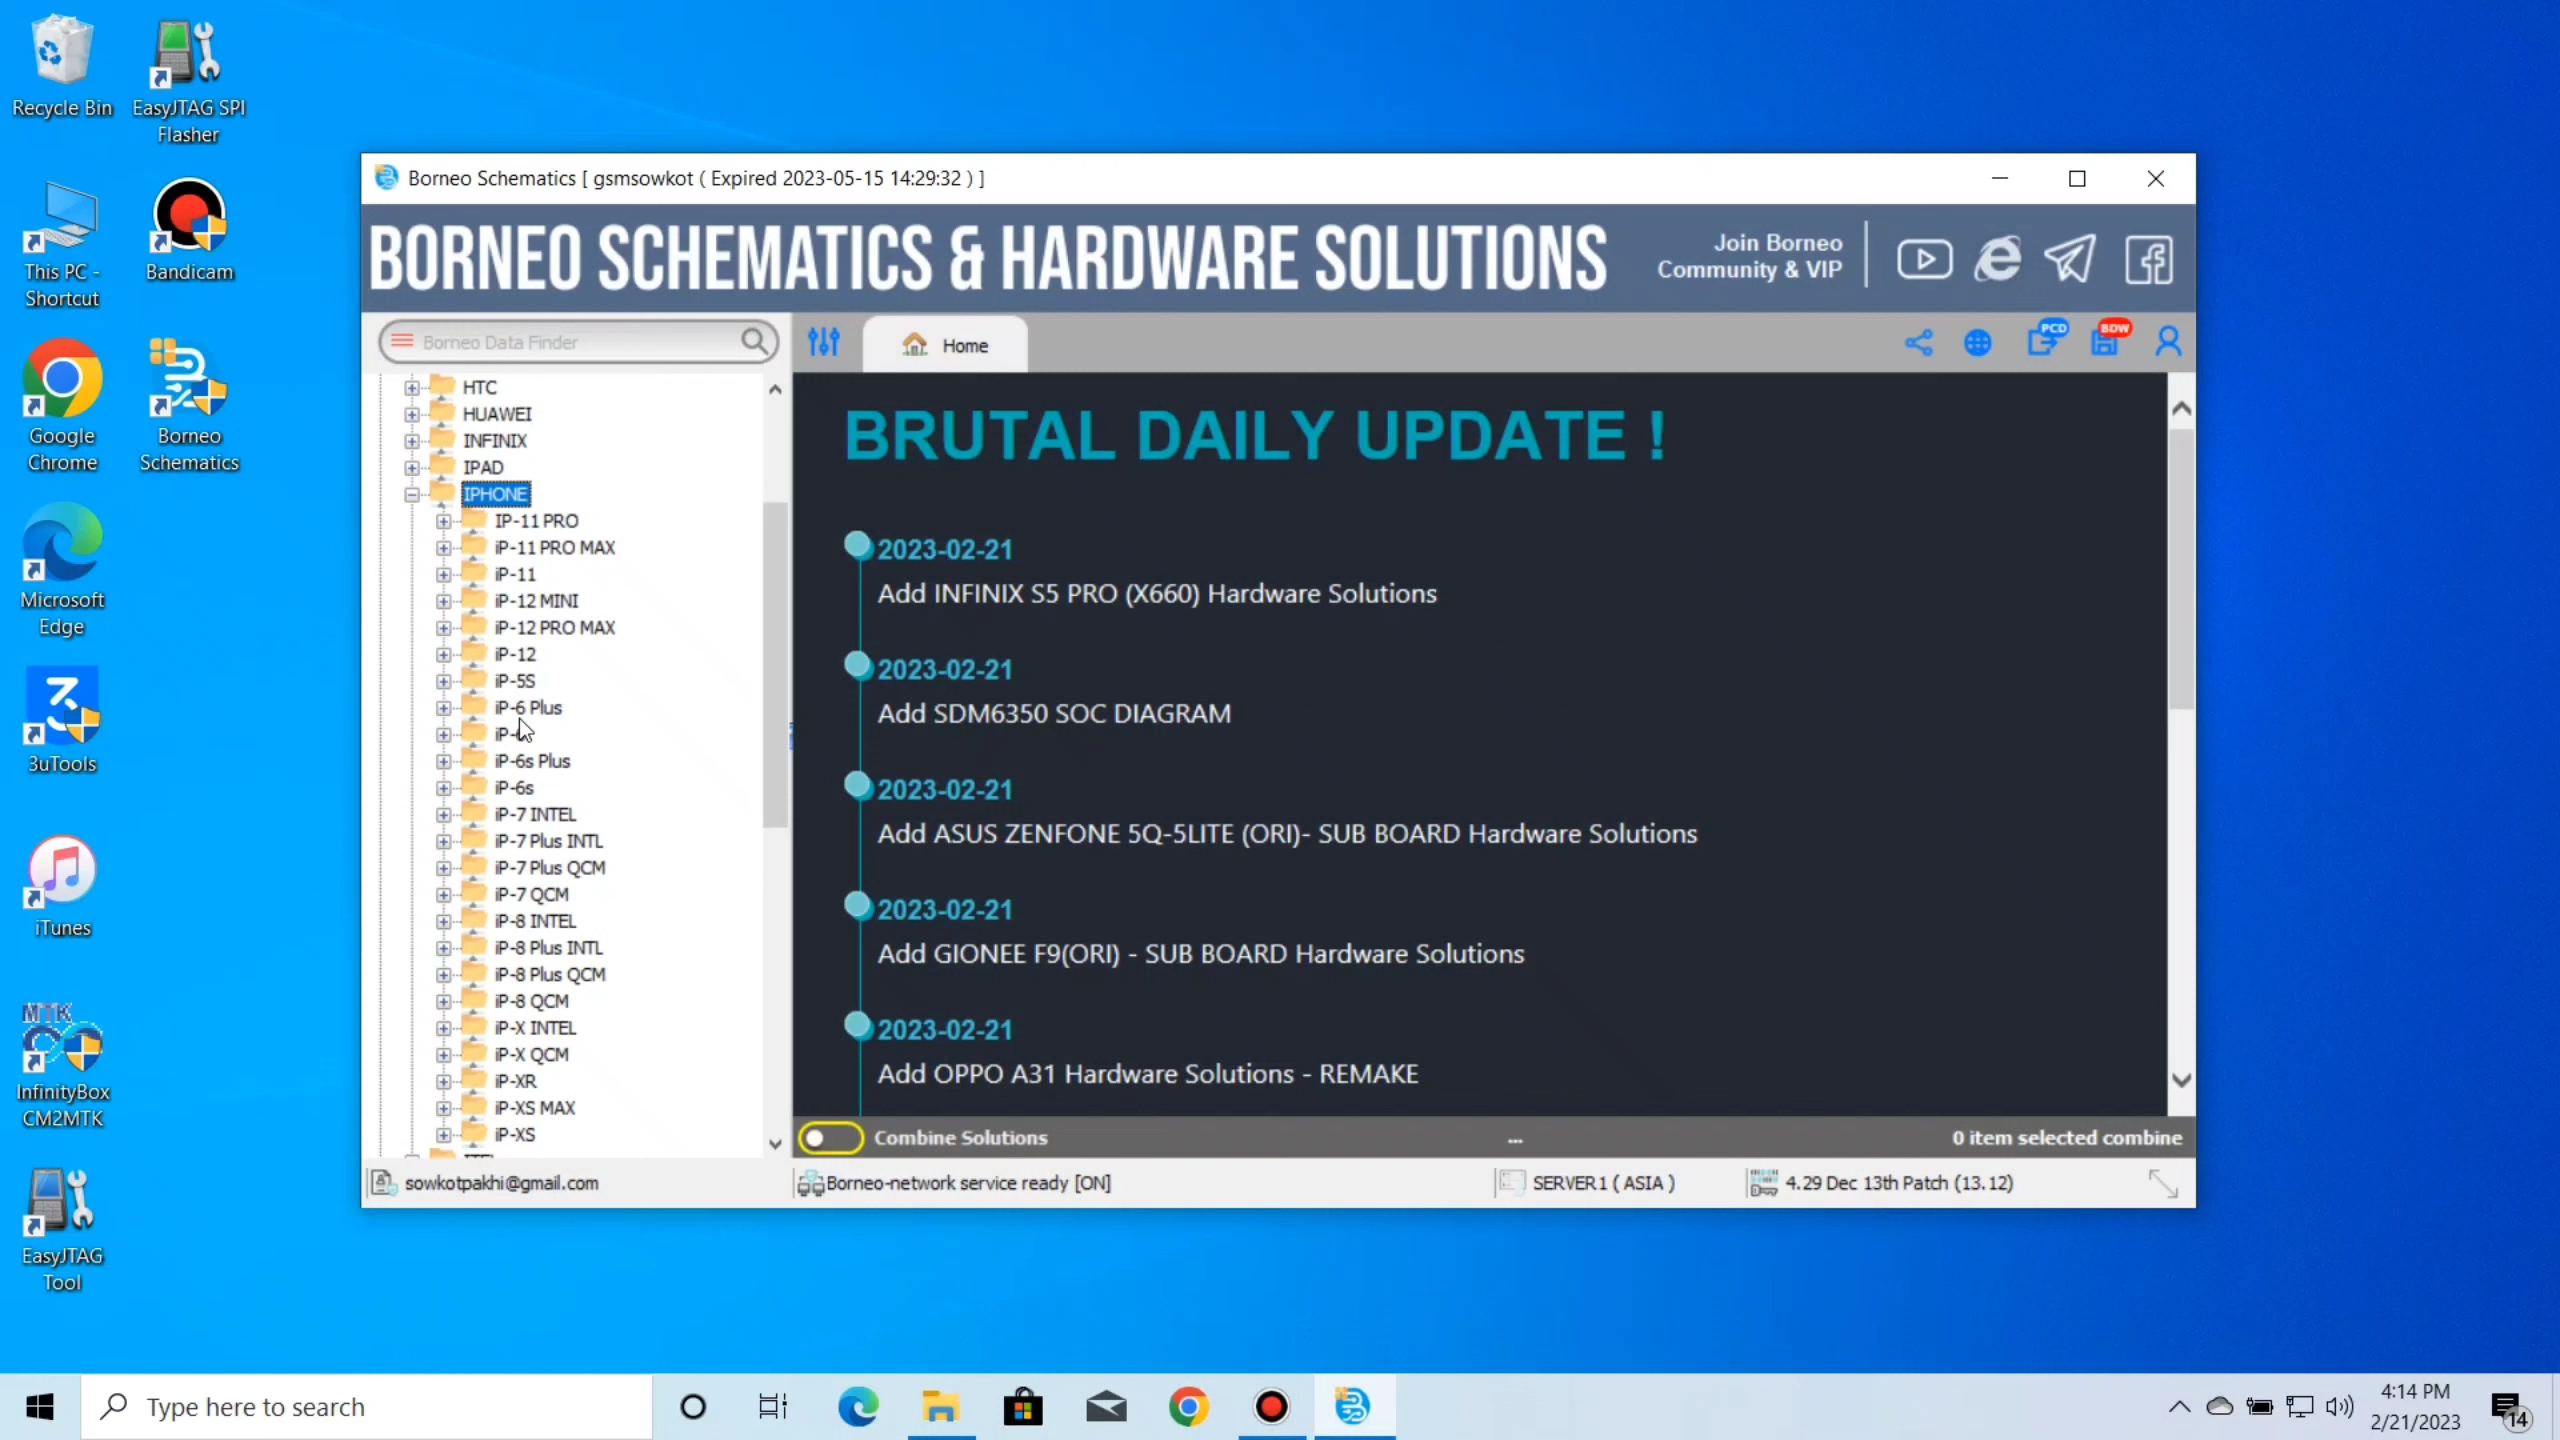 Recycle Bin
EasyJTAG SPI
Flasher
This PC -
Shortcut
Bandicam
Google
Chrome
Borneo
Schematics
Microsoft
Edge
3uTools
iTunes
MTK
InfinityBox
CM2MTK
EasyJTAG
Tool
Borneo Schematics [ gsmsowkot ( Expired 2023-05-15 14:29:32 ) ]
BORNEO SCHEMATICS & HARDWARE SOLUTIONS
Join Borneo
Community & VIP
Borneo Data Finder
Home
PCD
BDW
HTC
HUAWEI
INFINIX
IPAD
IPHONE
IP-11 PRO
iP-11 PRO MAX
iP-11
iP-12 MINI
iP-12 PRO MAX
iP-12
iP-5S
iP-6 Plus
iP-6s Plus
iP-6s
iP-7 INTEL
iP-7 Plus INTL
iP-7 Plus QCM
iP-7 QCM
iP-8 INTEL
iP-8 Plus INTL
iP-8 Plus QCM
iP-8 QCM
iP-X INTEL
iP-X QCM
iP-XR
iP-XS MAX
iP-XS
BRUTAL DAILY UPDATE !
2023-02-21
Add INFINIX S5 PRO (X660) Hardware Solutions
2023-02-21
Add SDM6350 SOC DIAGRAM
2023-02-21
Add ASUS ZENFONE 5Q-5LITE (ORI)- SUB BOARD Hardware Solutions
2023-02-21
Add GIONEE F9(ORI) - SUB BOARD Hardware Solutions
2023-02-21
Add OPPO A31 Hardware Solutions - REMAKE
Combine Solutions
...
0 item selected combine
sowkotpakhi@gmail.com
Borneo-network service ready [ON]
SERVER1 ( ASIA )
4.29 Dec 13th Patch (13.12)
Type here to search
4:14 PM
2/21/2023
14